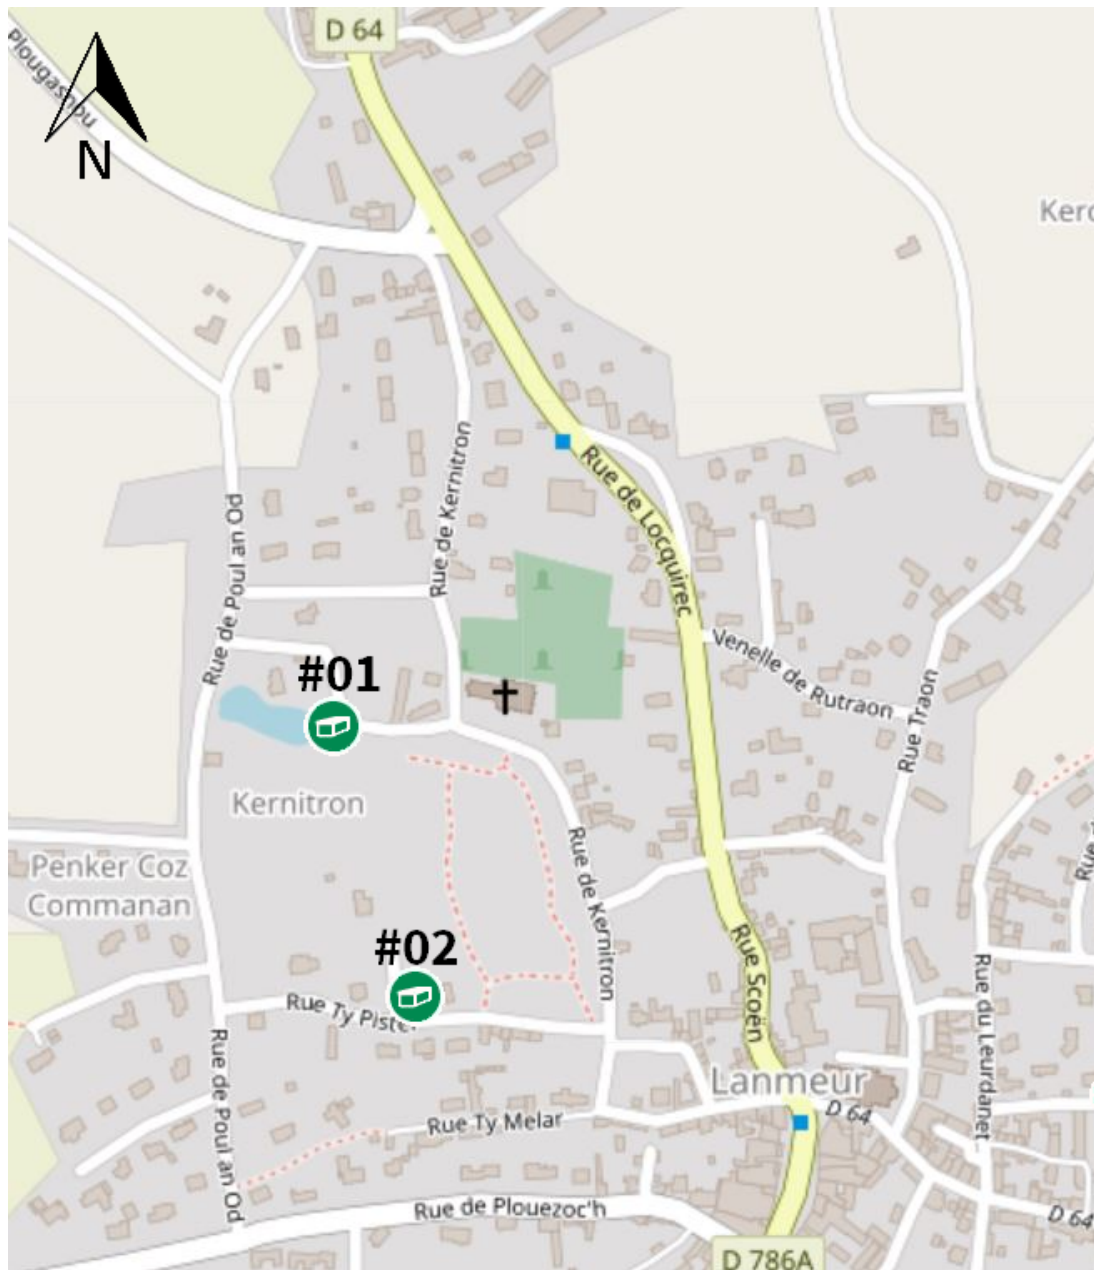 D 64
Plougasnou
N
Kerc
Rue de Locquirec
Rue de Kernitron
Rue de Poul an Od
Venelle de Rutraon
#01
Rue Traon
Kernitron
Penker Coz
Commanan
Rue de Kernitron
#02
Rue Scoën
Rue Ty Pister
Rue du Leurdanet
Rue de Poul an Od
Lanmeur
D 64
Rue Ty Melar
Rue de Plouezoc'h
D 64
D 786A